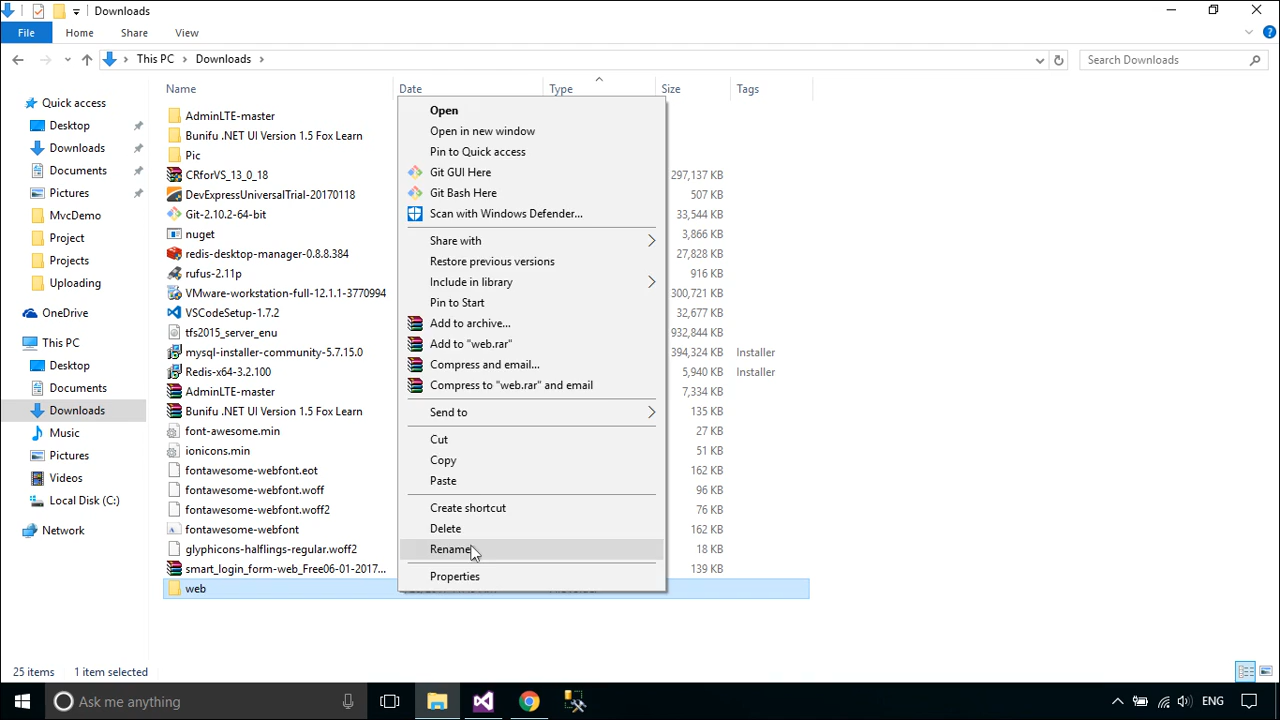 Downloads
File Home Share View
This PC Downloads
Search Downloads
Name Date Type Size Tags
Quick access
Desktop
Downloads
Documents
Pictures
MvcDemo
Project
Projects
Uploading
OneDrive
This PC
Desktop
Documents
Downloads
Music
Pictures
Videos
Local Disk (C:)
Network
AdminLTE-master
Bunifu .NET UI Version 1.5 Fox Learn
Pic
CRforVS_13_0_18 297,137 KB
DevExpressUniversalTrial-20170118 507 KB
Git-2.10.2-64-bit 33,544 KB
nuget 3,866 KB
redis-desktop-manager-0.8.8.384 27,828 KB
rufus-2.11p 916 KB
VMware-workstation-full-12.1.1-3770994 300,721 KB
VSCodeSetup-1.7.2 32,677 KB
tfs2015_server_enu 932,844 KB
mysql-installer-community-5.7.15.0 394,324 KB Installer
Redis-x64-3.2.100 5,940 KB Installer
AdminLTE-master 7,334 KB
Bunifu .NET UI Version 1.5 Fox Learn 135 KB
font-awesome.min 27 KB
ionicons.min 51 KB
fontawesome-webfont.eot 162 KB
fontawesome-webfont.woff 96 KB
fontawesome-webfont.woff2 76 KB
fontawesome-webfont 162 KB
glyphicons-halflings-regular.woff2 18 KB
smart_login_form-web_Free06-01-2017... 139 KB
web
Open
Open in new window
Pin to Quick access
Git GUI Here
Git Bash Here
Scan with Windows Defender...
Share with
Restore previous versions
Include in library
Pin to Start
Add to archive...
Add to "web.rar"
Compress and email...
Compress to "web.rar" and email
Send to
Cut
Copy
Paste
Create shortcut
Delete
Rename
Properties
25 items 1 item selected
Ask me anything
ENG